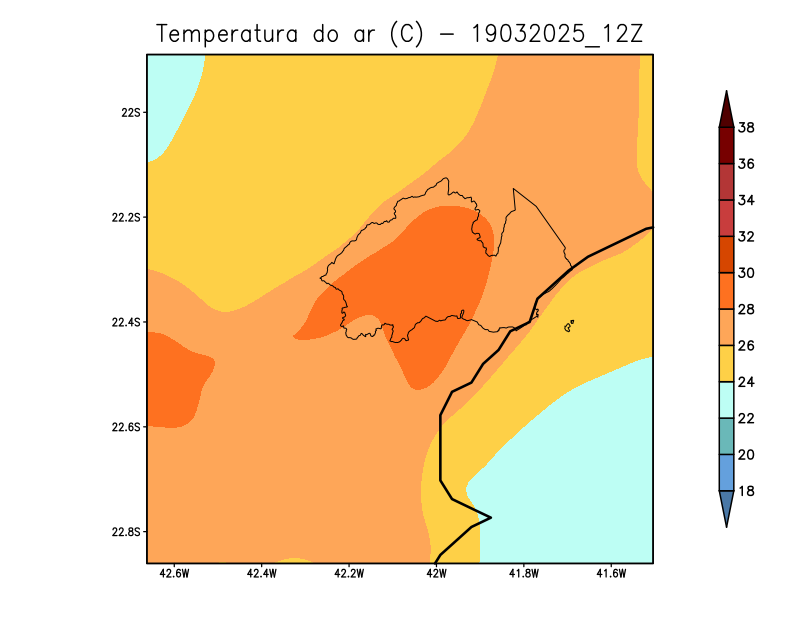 Temperatura do ar (C) - 19032025_12Z
22S
22.2S
22.4S
22.6S
22.8S
42.6W
42.4W
42.2W
42W
41.8W
41.6W
38
36
34
32
30
28
26
24
22
20
18